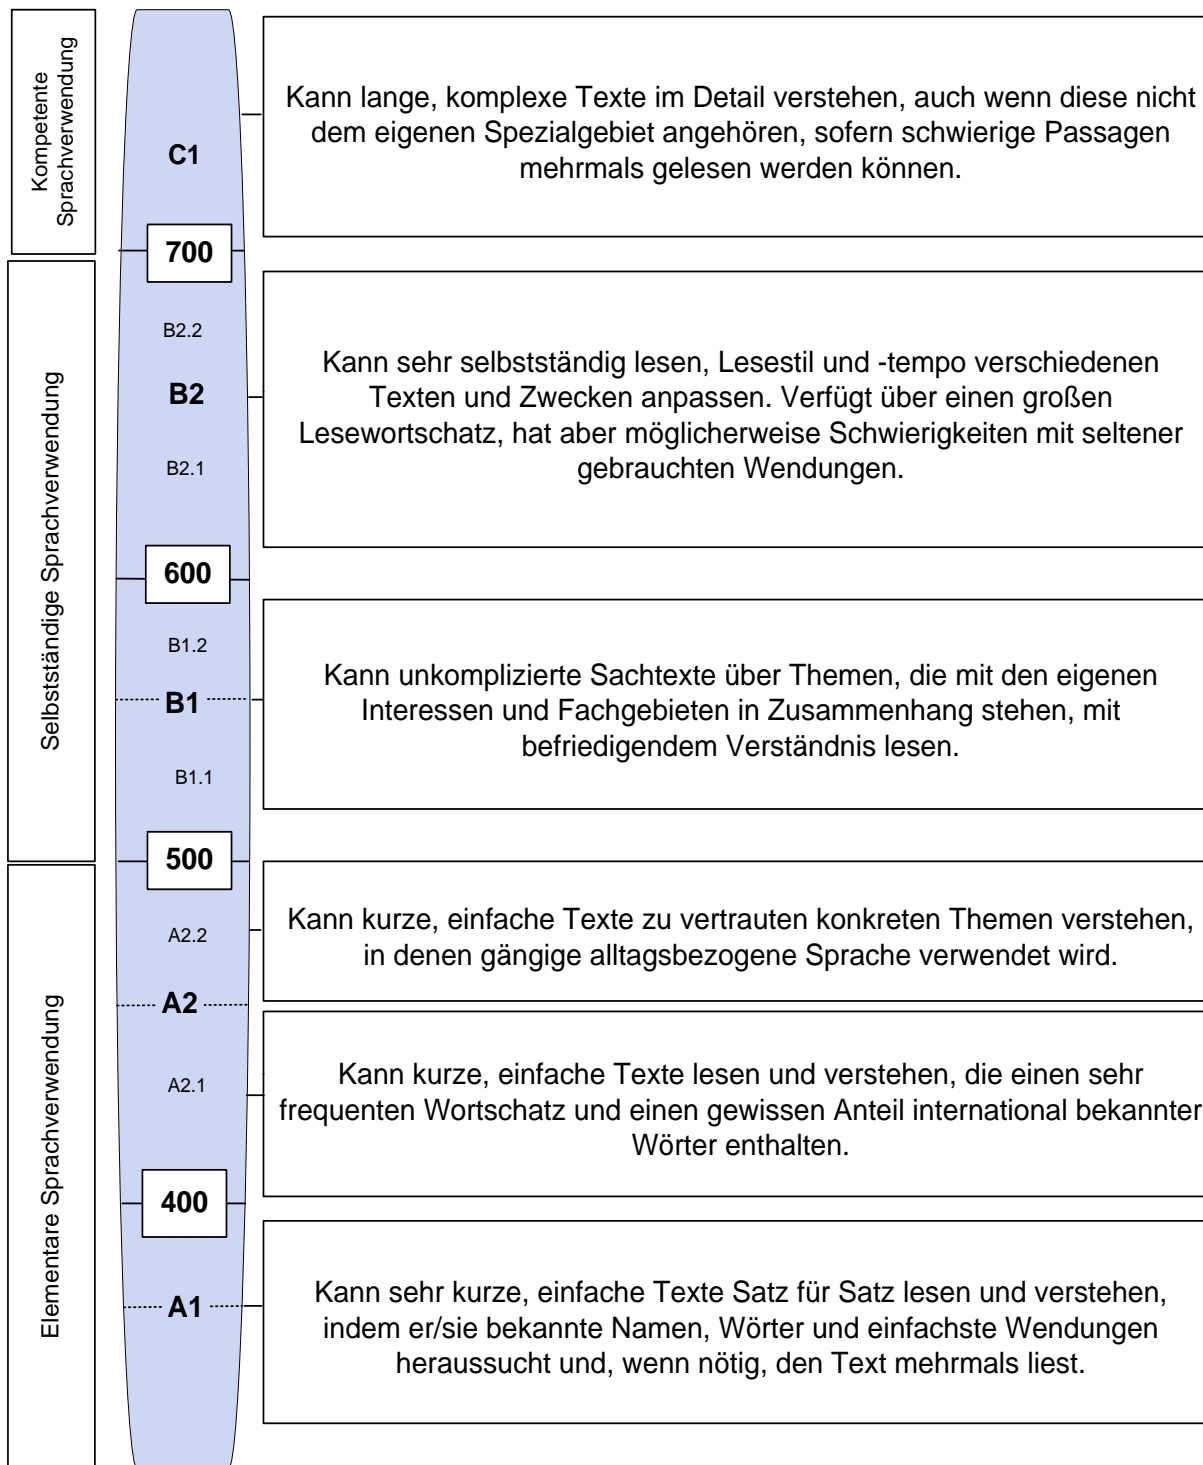 Kompetente
Sprachverwendung
C1
Kann lange, komplexe Texte im Detail verstehen, auch wenn diese nicht
dem eigenen Spezialgebiet angehören, sofern schwierige Passagen
mehrmals gelesen werden können.
700
Selbstständige Sprachverwendung
B2.2
B2
B2.1
Kann sehr selbstständig lesen, Lesestil und -tempo verschiedenen
Texten und Zwecken anpassen. Verfügt über einen großen
Lesewortschatz, hat aber möglicherweise Schwierigkeiten mit seltener
gebrauchten Wendungen.
600
B1.2
B1
B1.1
Kann unkomplizierte Sachtexte über Themen, die mit den eigenen
Interessen und Fachgebieten in Zusammenhang stehen, mit
befriedigendem Verständnis lesen.
500
Elementare Sprachverwendung
A2.2
Kann kurze, einfache Texte zu vertrauten konkreten Themen verstehen,
in denen gängige alltagsbezogene Sprache verwendet wird.
A2
A2.1
Kann kurze, einfache Texte lesen und verstehen, die einen sehr
frequenten Wortschatz und einen gewissen Anteil international bekannter
Wörter enthalten.
400
A1
Kann sehr kurze, einfache Texte Satz für Satz lesen und verstehen,
indem er/sie bekannte Namen, Wörter und einfachste Wendungen
heraussucht und, wenn nötig, den Text mehrmals liest.